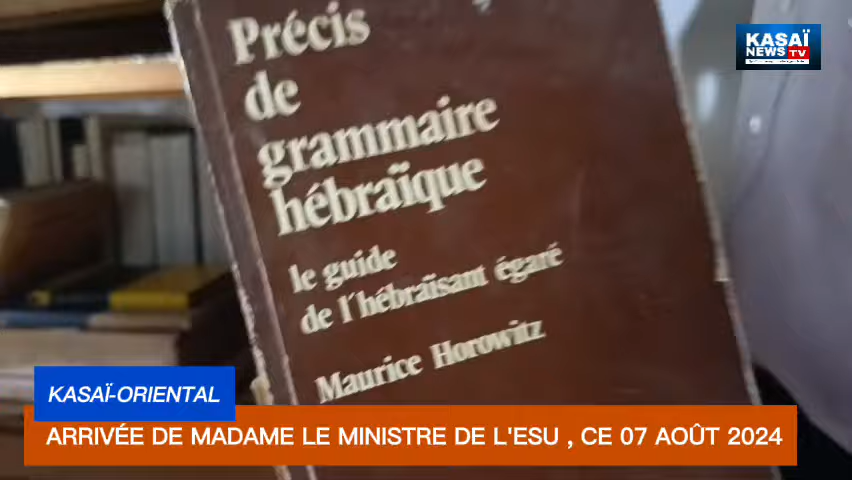 Précis
de
grammaire
hébraïque
le guide
de l'hébraïsant égaré
Maurice Horowitz
KASAÏ
NEWS TV
KASAÏ-ORIENTAL
ARRIVÉE DE MADAME LE MINISTRE DE L'ESU , CE 07 AOÛT 2024